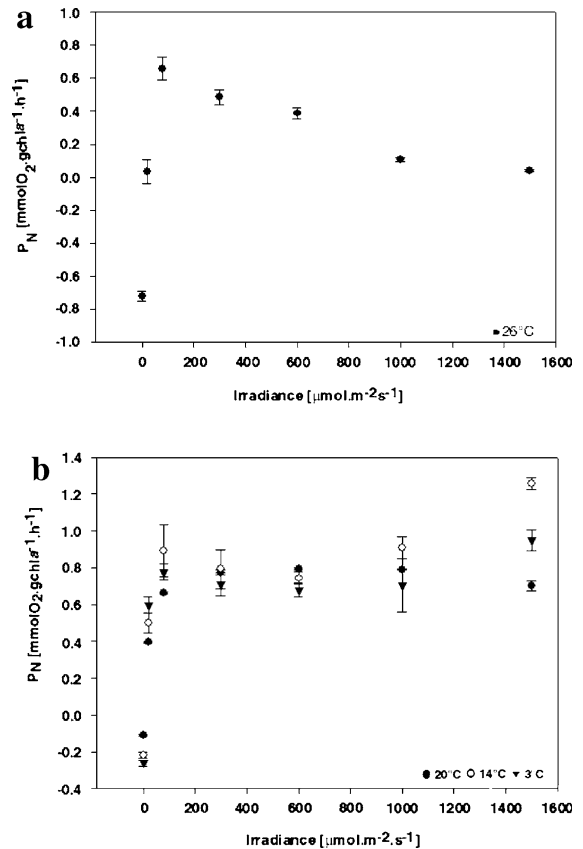 a
1.0
0.8
0.6
0.4
0.2
0.0
-0.2
-0.4
-0.6
-0.8
-1.0
P_N [mmolO₂.gchla⁻¹.h⁻¹]
26°C
0 200 400 600 800 1000 1200 1400 1600
Irradiance [μmol.m⁻²s⁻¹]
b
1.4
1.2
1.0
0.8
0.6
0.4
0.2
0.0
-0.2
-0.4
P_N [mmolO₂.gchla⁻¹.h⁻¹]
20°C 14°C 3°C
0 200 400 600 800 1000 1200 1400 1600
Irradiance [μmol.m⁻².s⁻¹]